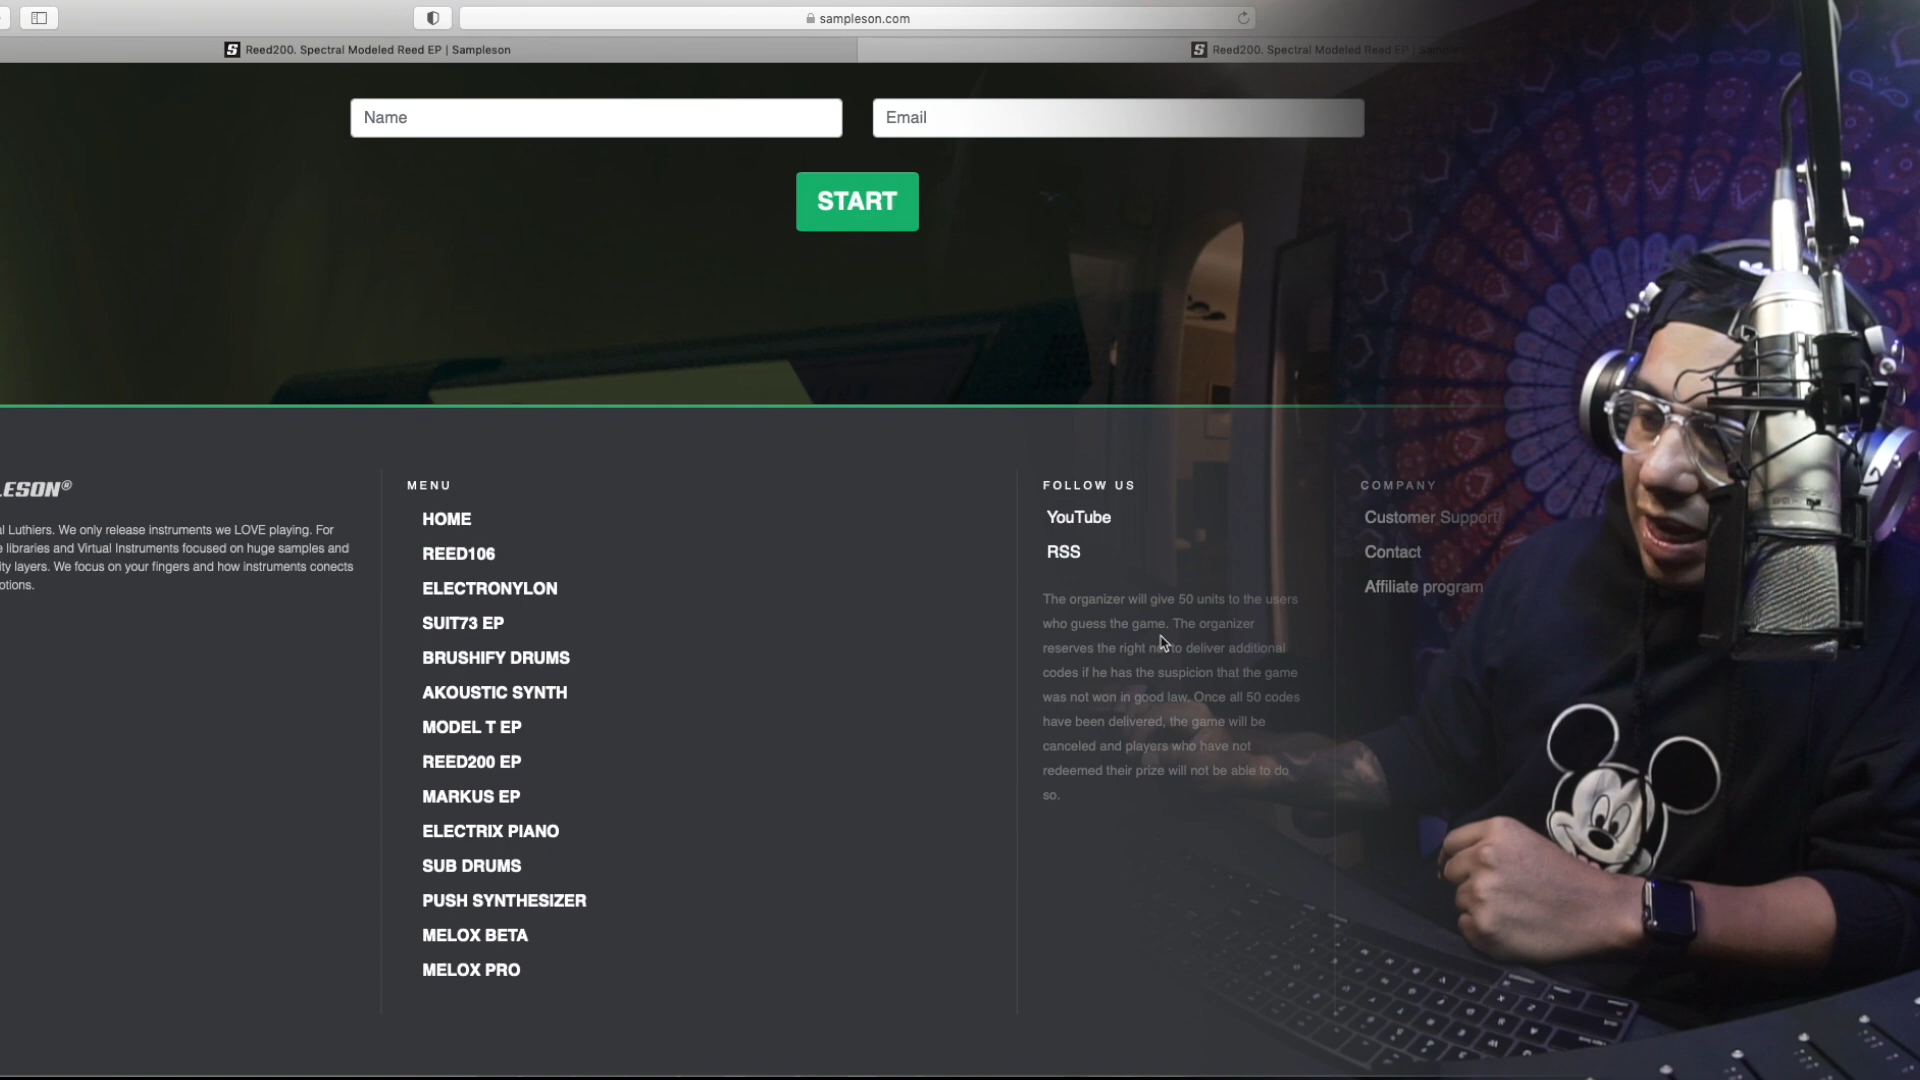 sampleson.com
Reed200. Spectral Modeled Reed EP | Sampleson
Reed200. Spectral Modeled Reed EP |
Name
Email
START
LESON®
al Luthiers. We only release instruments we LOVE playing. For
e libraries and Virtual Instruments focused on huge samples and
ity layers. We focus on your fingers and how instruments conects
otions.
MENU
HOME
REED106
ELECTRONYLON
SUIT73 EP
BRUSHIFY DRUMS
AKOUSTIC SYNTH
MODEL T EP
REED200 EP
MARKUS EP
ELECTRIX PIANO
SUB DRUMS
PUSH SYNTHESIZER
MELOX BETA
MELOX PRO
FOLLOW US
YouTube
RSS
The organizer will give 50 units to the users
who guess the game. The organizer
reserves the right to deliver additional
codes if he has the suspicion that the game
was not won in good law. Once all 50 codes
have been delivered, the game will be
canceled and players who have not
redeemed their prize will not be able to do
so.
COMPANY
Customer Support
Contact
Affiliate program